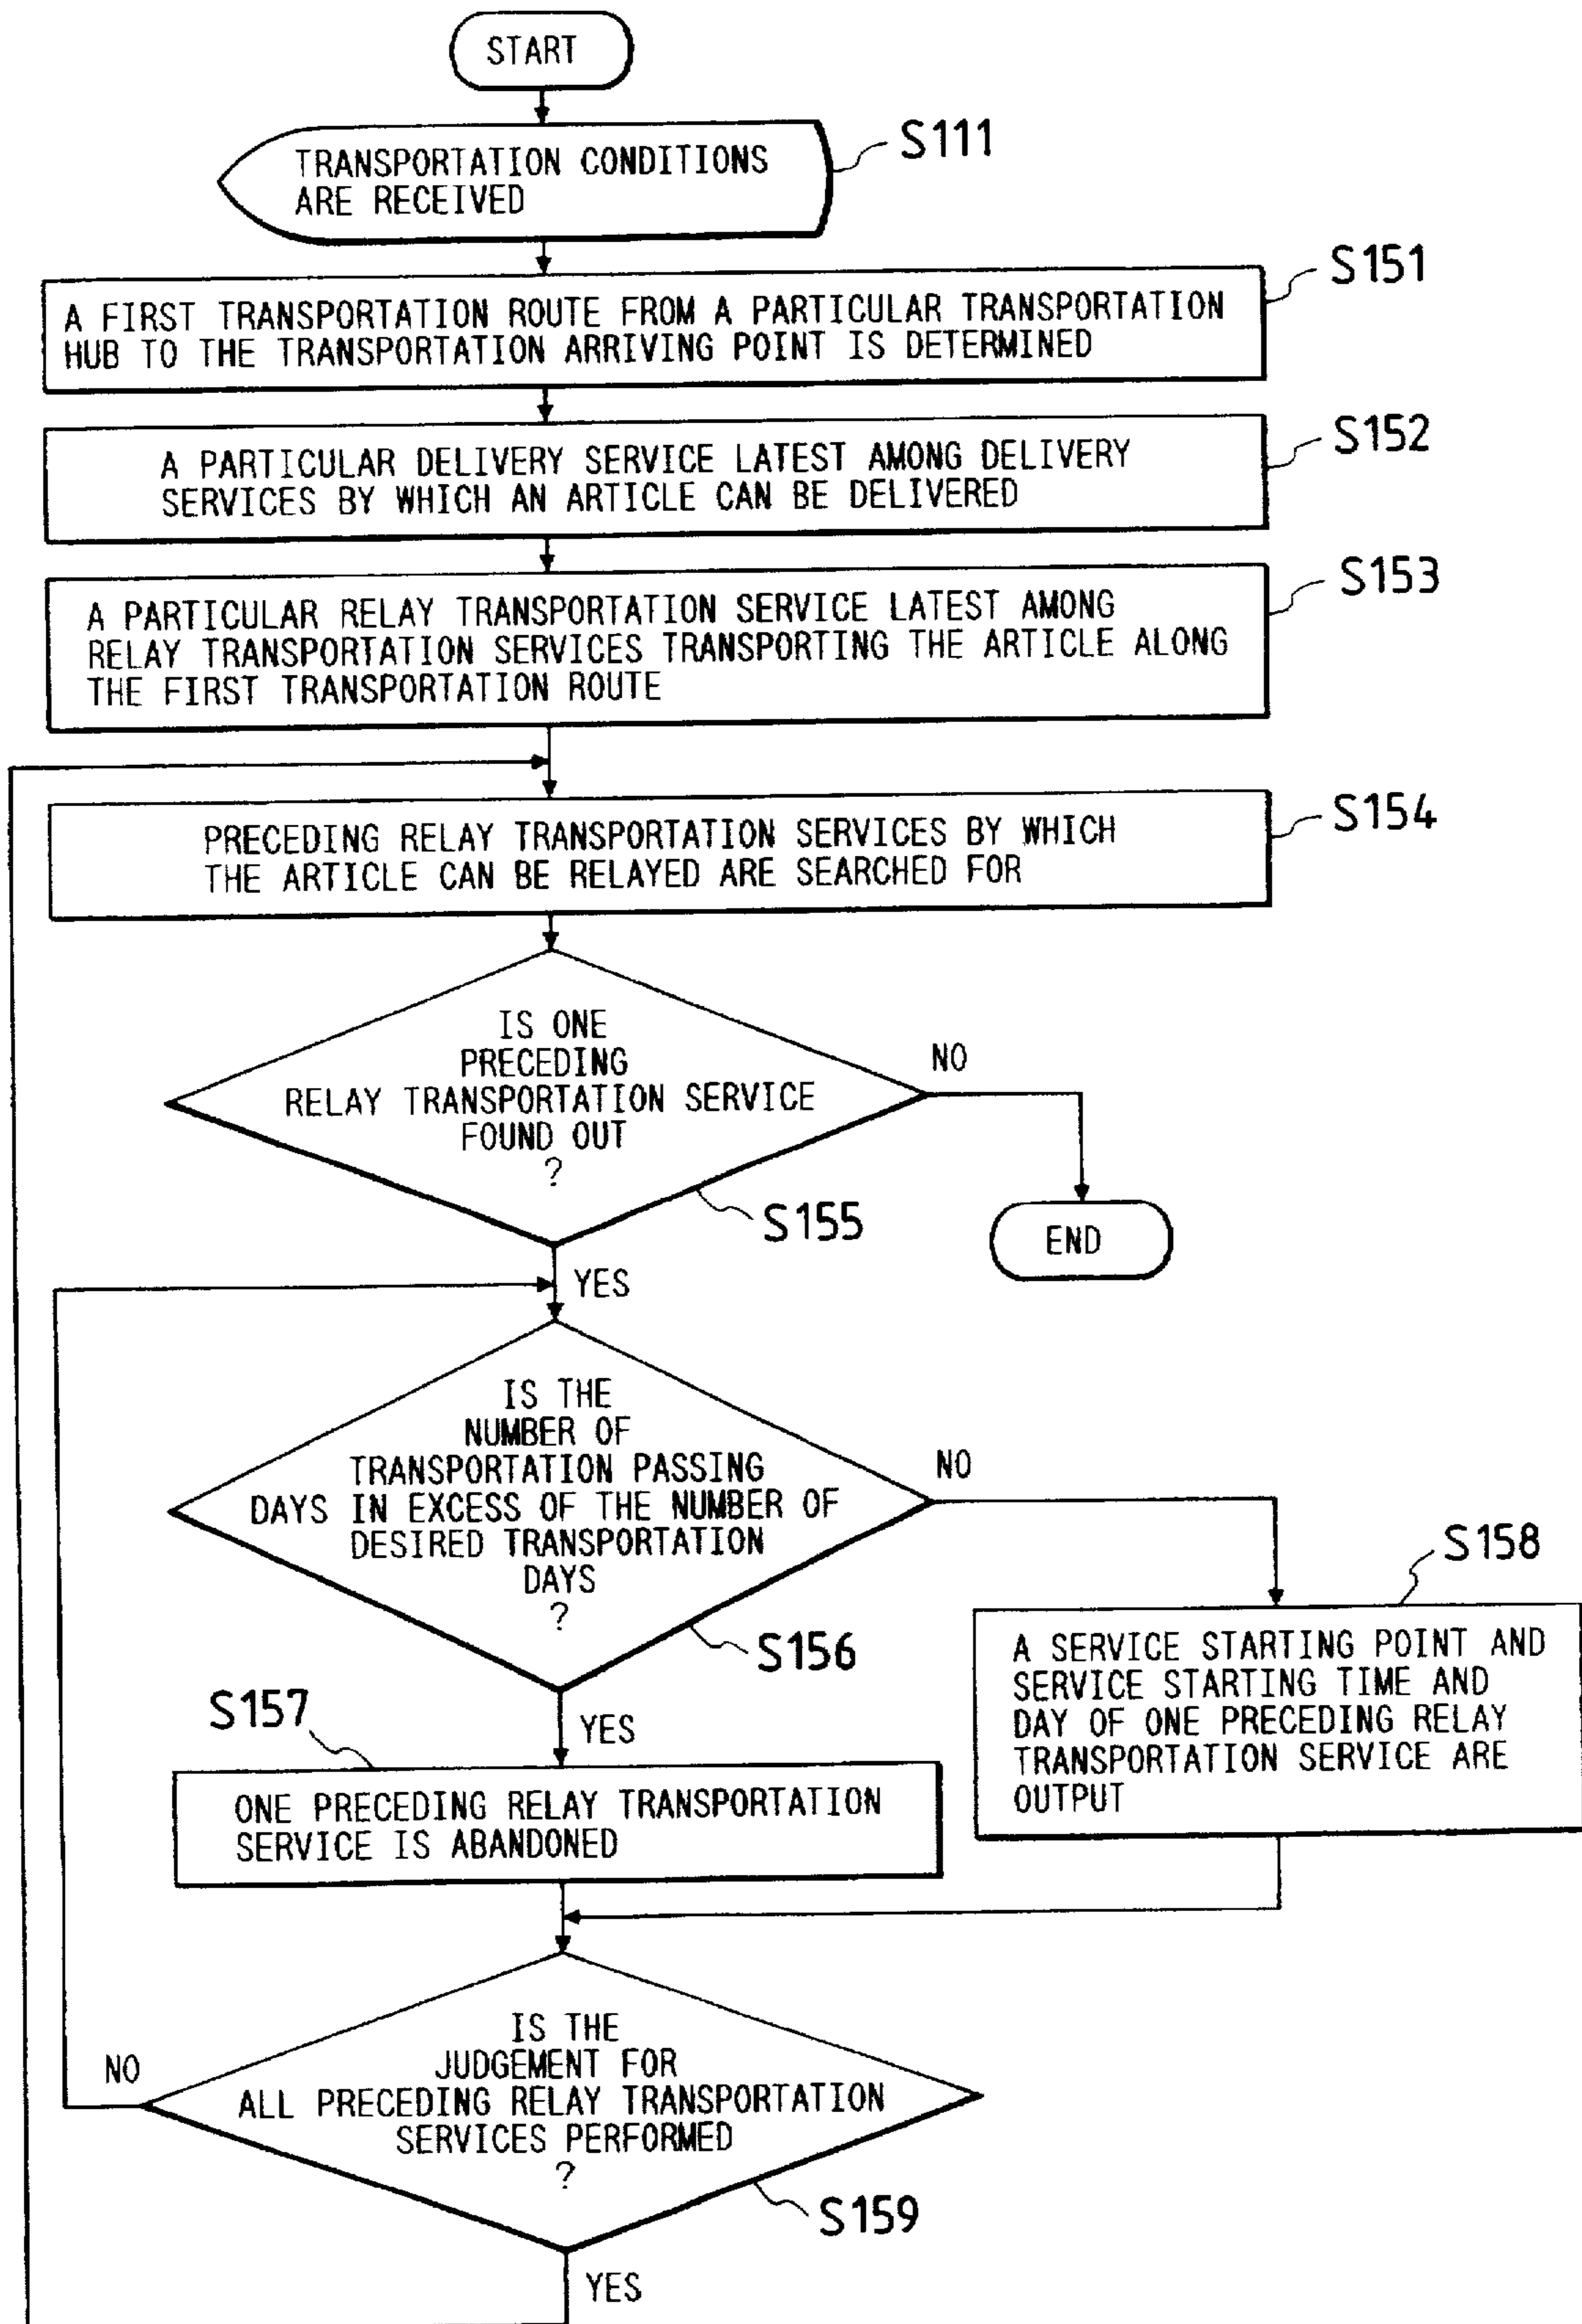 START
TRANSPORTATION CONDITIONS
ARE RECEIVED
S111
A FIRST TRANSPORTATION ROUTE FROM A PARTICULAR TRANSPORTATION
HUB TO THE TRANSPORTATION ARRIVING POINT IS DETERMINED
S151
A PARTICULAR DELIVERY SERVICE LATEST AMONG DELIVERY
SERVICES BY WHICH AN ARTICLE CAN BE DELIVERED
S152
A PARTICULAR RELAY TRANSPORTATION SERVICE LATEST AMONG
RELAY TRANSPORTATION SERVICES TRANSPORTING THE ARTICLE ALONG
THE FIRST TRANSPORTATION ROUTE
S153
PRECEDING RELAY TRANSPORTATION SERVICES BY WHICH
THE ARTICLE CAN BE RELAYED ARE SEARCHED FOR
S154
IS ONE
PRECEDING
RELAY TRANSPORTATION SERVICE
FOUND OUT
?
S155
NO
END
YES
IS THE
NUMBER OF
TRANSPORTATION PASSING
DAYS IN EXCESS OF THE NUMBER OF
DESIRED TRANSPORTATION
DAYS
?
S156
NO
S158
A SERVICE STARTING POINT AND
SERVICE STARTING TIME AND
DAY OF ONE PRECEDING RELAY
TRANSPORTATION SERVICE ARE
OUTPUT
YES
S157
ONE PRECEDING RELAY TRANSPORTATION
SERVICE IS ABANDONED
IS THE
JUDGEMENT FOR
ALL PRECEDING RELAY TRANSPORTATION
SERVICES PERFORMED
?
S159
NO
YES